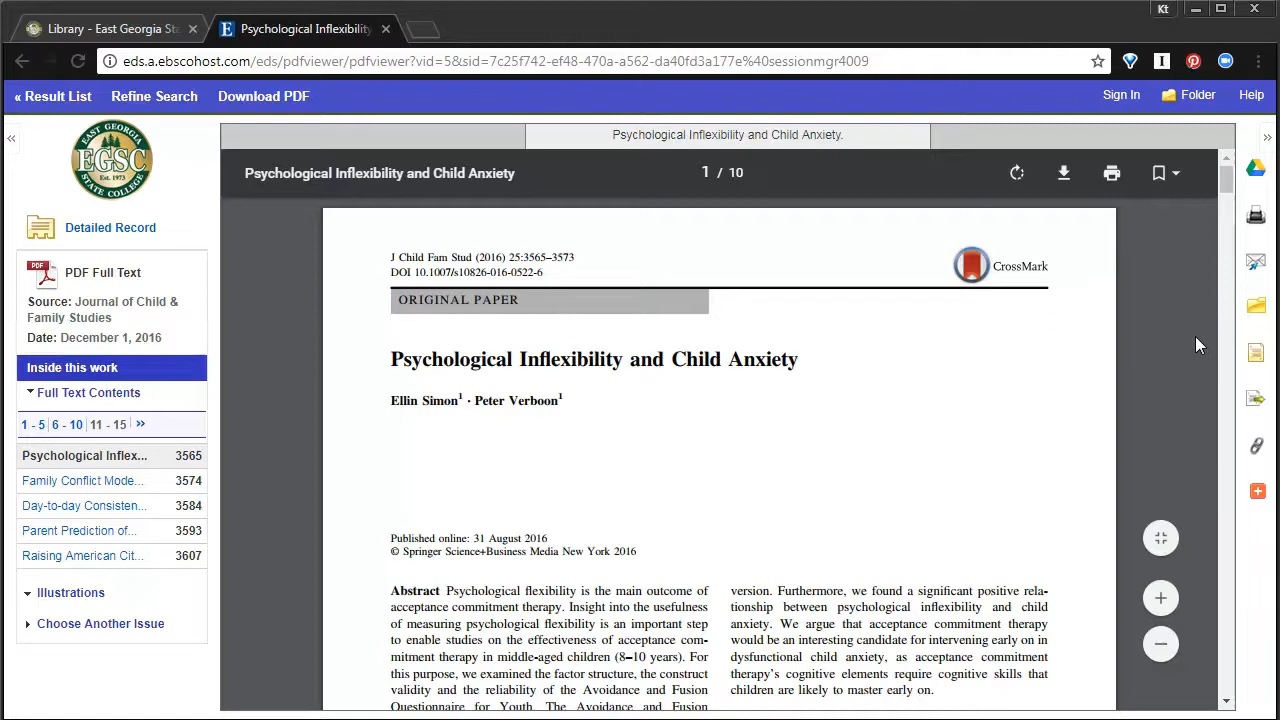 Kt
Library - East Georgia St
Psychological Inflexibility
eds.a.ebscohost.com/eds/pdfviewer/pdfviewer?vid=5&sid=7c25f742-ef48-470a-a562-da40fd3a177e%40sessionmgr4009
« Result List Refine Search Download PDF
Sign In Folder Help
EAST GEORGIA
EGSC
Est. 1973
STATE COLLEGE
Detailed Record
PDF
PDF Full Text
Source: Journal of Child &
Family Studies
Date: December 1, 2016
Inside this work
Full Text Contents
1 - 5 6 - 10 11 - 15 »
Psychological Inflex... 3565
Family Conflict Mode... 3574
Day-to-day Consisten... 3584
Parent Prediction of... 3593
Raising American Cit... 3607
Illustrations
Choose Another Issue
Psychological Inflexibility and Child Anxiety.
Psychological Inflexibility and Child Anxiety
1 / 10
J Child Fam Stud (2016) 25:3565–3573
DOI 10.1007/s10826-016-0522-6
CrossMark
ORIGINAL PAPER
Psychological Inflexibility and Child Anxiety
Ellin Simon¹ · Peter Verboon¹
Published online: 31 August 2016
© Springer Science+Business Media New York 2016
Abstract Psychological flexibility is the main outcome of
acceptance commitment therapy. Insight into the usefulness
of measuring psychological flexibility is an important step
to enable studies on the effectiveness of acceptance com-
mitment therapy in middle-aged children (8–10 years). For
this purpose, we examined the factor structure, the construct
validity and the reliability of the Avoidance and Fusion
Questionnaire for Youth. The Avoidance and Fusion
version. Furthermore, we found a significant positive rela-
tionship between psychological inflexibility and child
anxiety. We argue that acceptance commitment therapy
would be an interesting candidate for intervening early on in
dysfunctional child anxiety, as acceptance commitment
therapy's cognitive elements require cognitive skills that
children are likely to master early on.